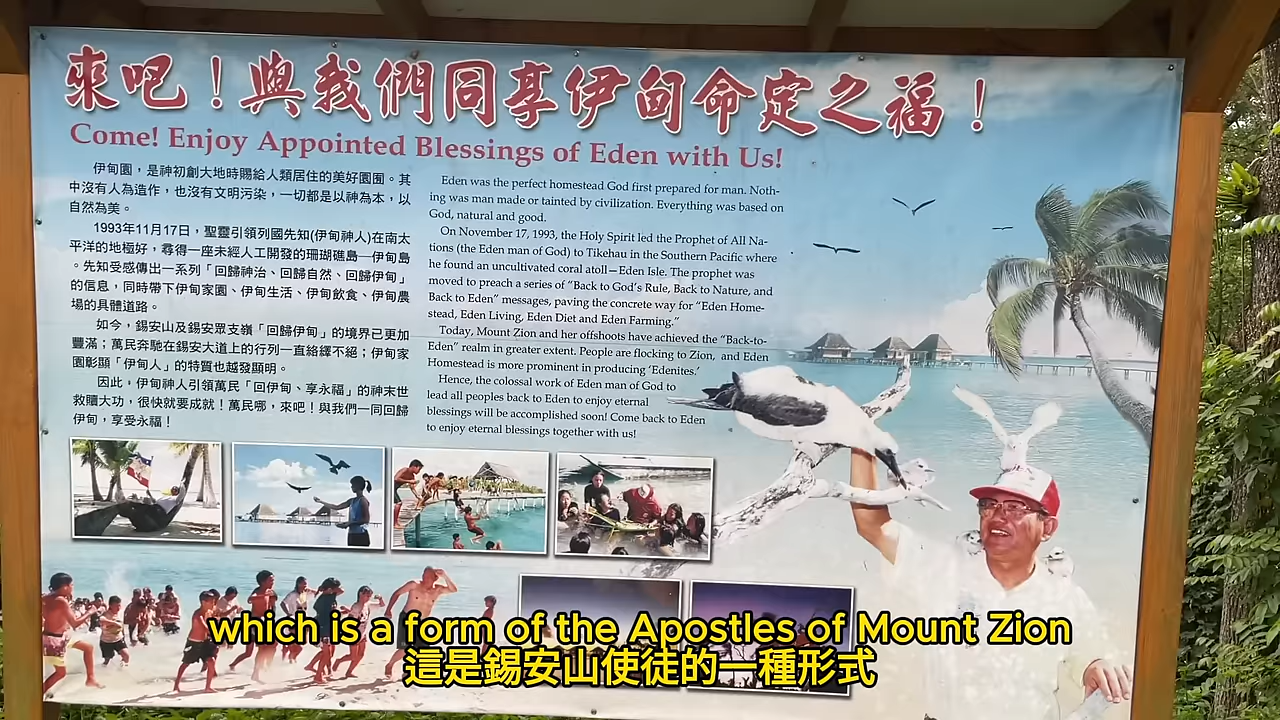 來吧！與我們同享伊甸命定之福！
Come! Enjoy Appointed Blessings of Eden with Us!
伊甸園，是神初創大地時賜給人類居住的美好園囿。其
中沒有人為造作，也沒有文明污染，一切都是以神為本，以
自然為美。
1993年11月17日，聖靈引領列國先知(伊甸神人)在南太
平洋的地極好，尋得一座未經人工開發的珊瑚礁島—伊甸島
。先知受感傳出一系列「回歸神治、回歸自然、回歸伊甸」
的信息，同時帶下伊甸家園、伊甸生活、伊甸飲食、伊甸農
場的具體道路。
如今，錫安山及錫安眾支嶺「回歸伊甸」的境界已更加
豐滿；萬民奔馳在錫安大道上的行列一直絡繹不絕；伊甸家
園彰顯「伊甸人」的特質也越發顯明。
因此，伊甸神人引領萬民「回伊甸、享永福」的神末世
救贖大功，很快就要成就！萬民哪，來吧！與我們一同回歸
伊甸，享受永福！
Eden was the perfect homestead God first prepared for man. Noth-
ing was man made or tainted by civilization. Everything was based on
God, natural and good.
On November 17, 1993, the Holy Spirit led the Prophet of All Na-
tions (the Eden man of God) to Tikehau in the Southern Pacific where
he found an uncultivated coral atoll—Eden Isle. The prophet was
moved to preach a series of "Back to God's Rule, Back to Nature, and
Back to Eden" messages, paving the concrete way for "Eden Home-
stead, Eden Living, Eden Diet and Eden Farming."
Today, Mount Zion and her offshoots have achieved the "Back-to-
Eden" realm in greater extent. People are flocking to Zion, and Eden
Homestead is more prominent in producing 'Edenites.'
Hence, the colossal work of Eden man of God to
lead all peoples back to Eden to enjoy eternal
blessings will be accomplished soon! Come back to Eden
to enjoy eternal blessings together with us!
which is a form of the Apostles of Mount Zion
這是錫安山使徒的一種形式